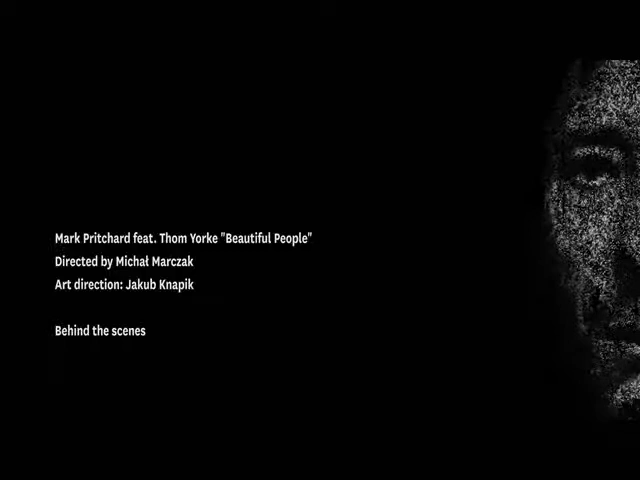 Mark Pritchard feat. Thom Yorke "Beautiful People"
Directed by Michał Marczak
Art direction: Jakub Knapik
Behind the scenes